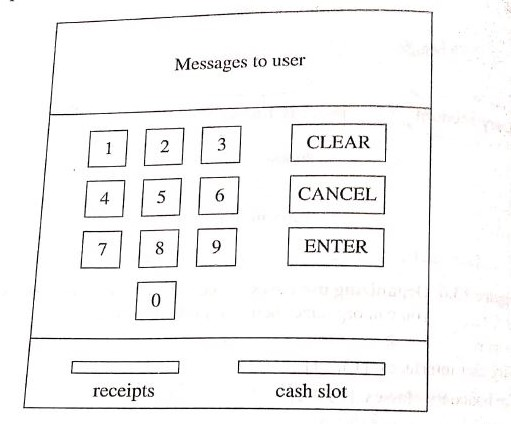 Messages to user
1 2 3 CLEAR
4 5 6 CANCEL
7 8 9 ENTER
0
receipts cash slot